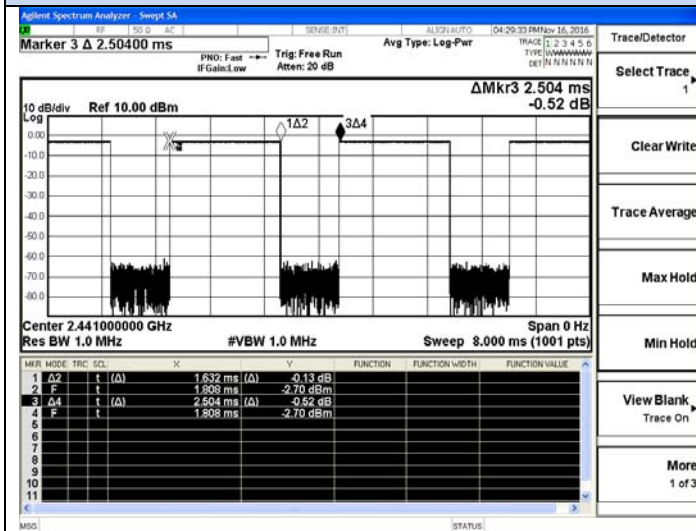 Agilent Spectrum Analyzer - Swept SA
RF 50 Ω AC SENSE:INT ALIGN AUTO 04:29:33 PM Nov 16, 2016
Marker 3 Δ 2.50400 ms
PNO: Fast
IFGain:Low
Trig: Free Run
Atten: 20 dB
Avg Type: Log-Pwr
TRACE 1 2 3 4 5 6
TYPE
DET N N N N N N
ΔMkr3 2.504 ms
-0.52 dB
10 dB/div Ref 10.00 dBm
Log
0.00
-10.0
-20.0
-30.0
-40.0
-50.0
-60.0
-70.0
-80.0
1Δ2
3Δ4
Center 2.441000000 GHz Span 0 Hz
Res BW 1.0 MHz #VBW 1.0 MHz Sweep 8.000 ms (1001 pts)
MKR MODE TRC SCL X Y FUNCTION FUNCTION WIDTH FUNCTION VALUE
1 Δ2 t (Δ) 1.632 ms (Δ) -0.13 dB
2 F t 1.808 ms -2.70 dBm
3 Δ4 t (Δ) 2.504 ms (Δ) -0.52 dB
4 F t 1.808 ms -2.70 dBm
5
6
7
8
9
10
11
MSG STATUS
Trace/Detector
Select Trace
1
Clear Write
Trace Average
Max Hold
Min Hold
View Blank
Trace On
More
1 of 3